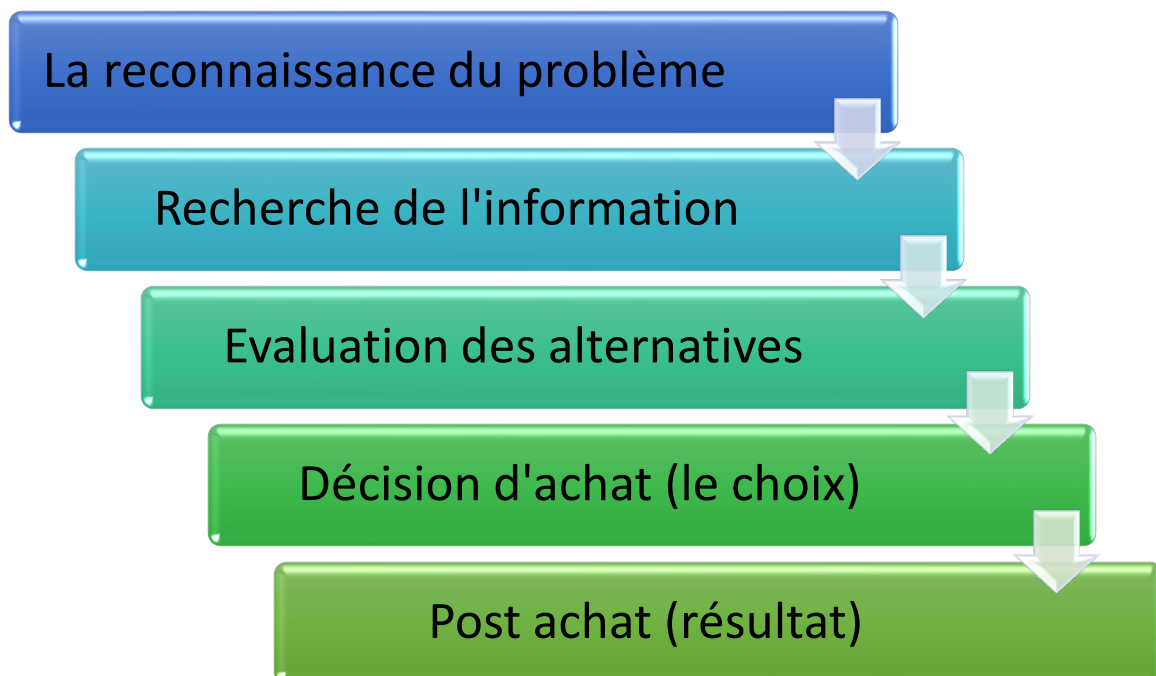 La reconnaissance du problème
Recherche de l'information
Evaluation des alternatives
Décision d'achat (le choix)
Post achat (résultat)